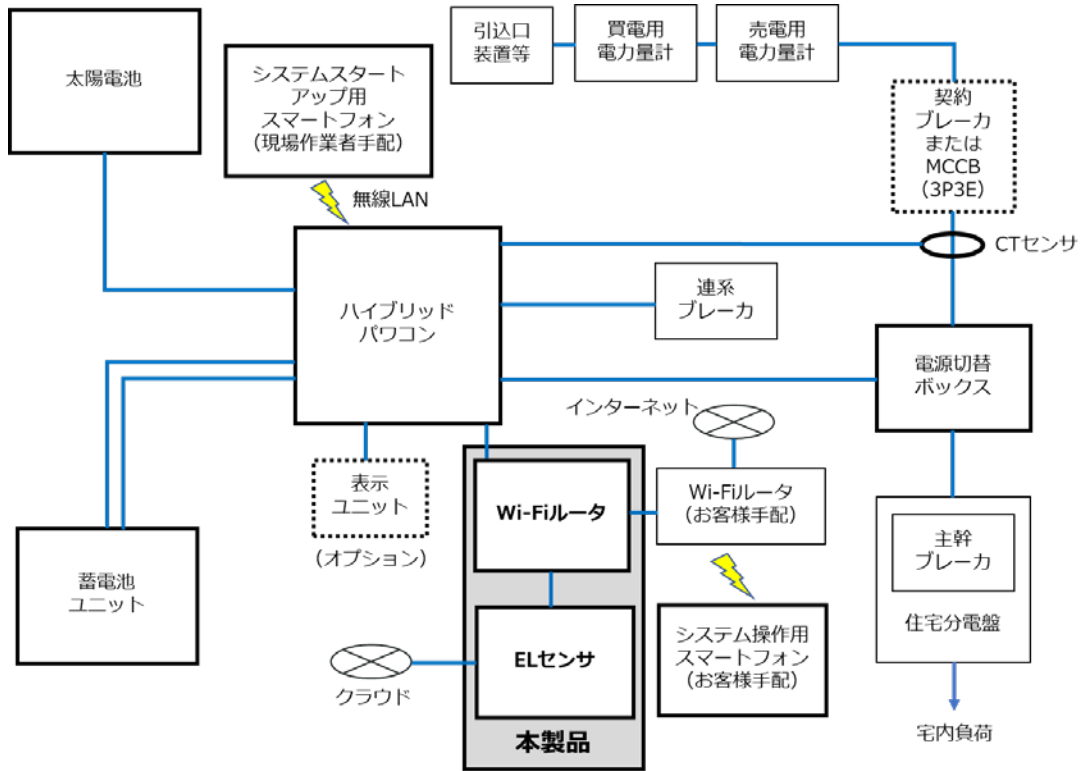 太陽電池
システムスタート
アップ用
スマートフォン
(現場作業者手配)
無線LAN
引込口
装置等
買電用
電力量計
売電用
電力量計
契約
ブレーカ
または
MCCB
(3P3E)
CTセンサ
ハイブリッド
パワコン
連系
ブレーカ
電源切替
ボックス
インターネット
表示
ユニット
(オプション)
Wi-Fiルータ
Wi-Fiルータ
(お客様手配)
主幹
ブレーカ
住宅分電盤
蓄電池
ユニット
ELセンサ
システム操作用
スマートフォン
(お客様手配)
クラウド
本製品
宅内負荷